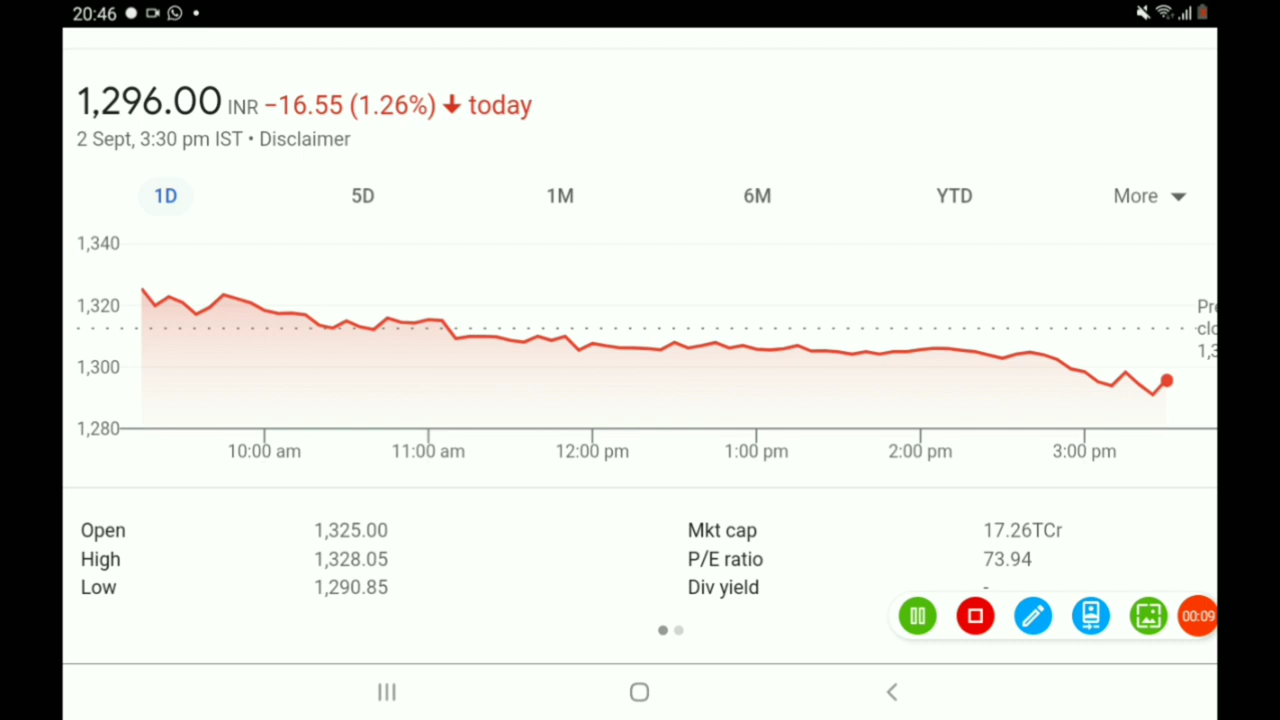 20:46
1,296.00 INR −16.55 (1.26%) today
2 Sept, 3:30 pm IST • Disclaimer
1D 5D 1M 6M YTD More
1,340
1,320
1,300
1,280
10:00 am 11:00 am 12:00 pm 1:00 pm 2:00 pm 3:00 pm
Open 1,325.00 Mkt cap 17.26TCr
High 1,328.05 P/E ratio 73.94
Low 1,290.85 Div yield -
00:09